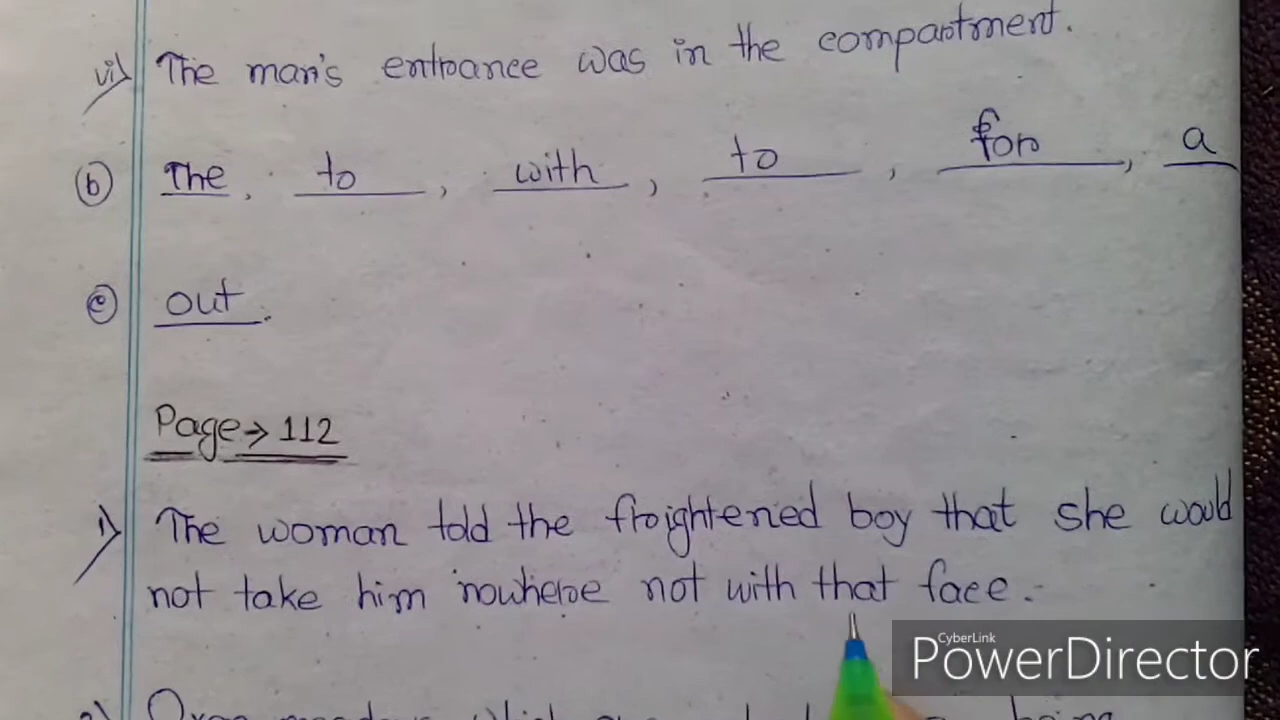 vi) The man's entrance was in the compartment.
(b) The, to, with, to, for, a
(c) out.
Page → 112
1) The woman told the frightened boy that she would
not take him nowhere not with that face.
CyberLink
PowerDirector